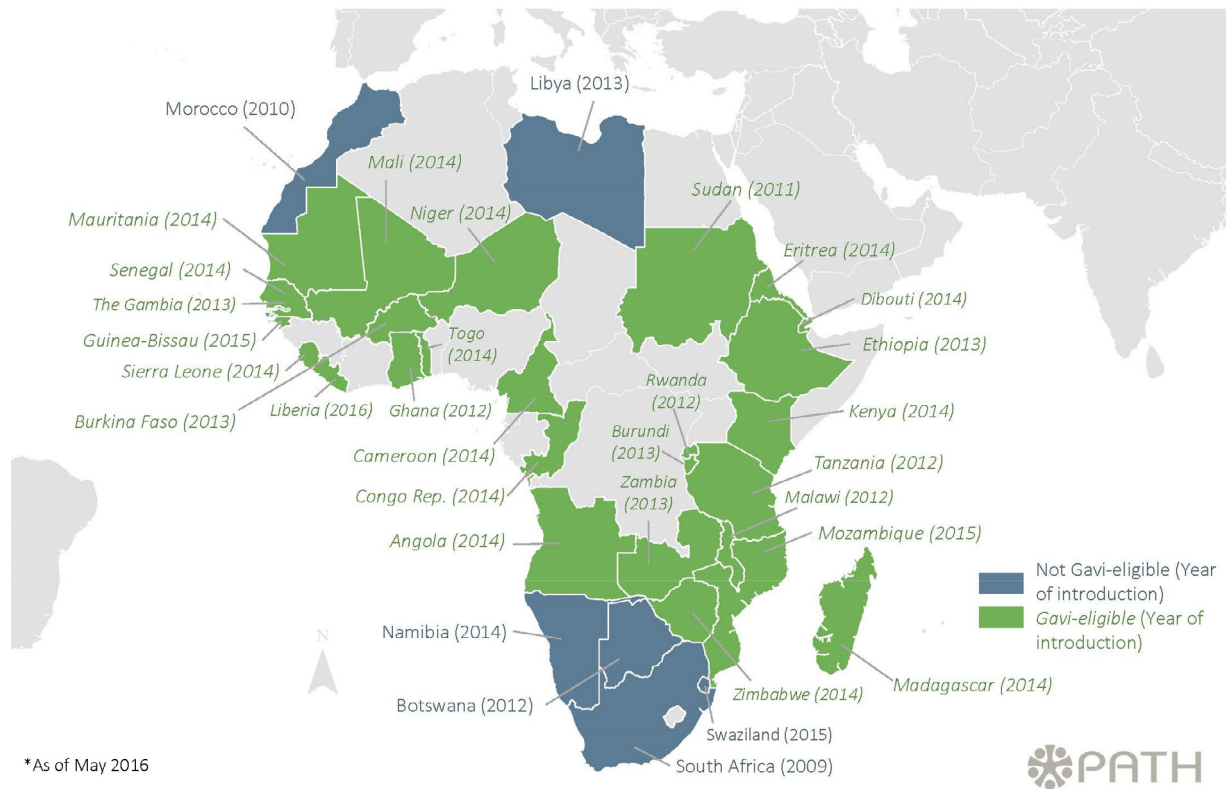 Libya (2013)
Morocco (2010)
Mali (2014)
Sudan (2011)
Niger (2014)
Mauritania (2014)
Eritrea (2014)
Senegal (2014)
The Gambia (2013)
Dibouti (2014)
Guinea-Bissau (2015)
Togo
(2014)
Ethiopia (2013)
Sierra Leone (2014)
Rwanda
(2012)
Liberia (2016)
Ghana (2012)
Kenya (2014)
Burkina Faso (2013)
Burundi
(2013)
Cameroon (2014)
Tanzania (2012)
Zambia
(2013)
Congo Rep. (2014)
Malawi (2012)
Mozambique (2015)
Angola (2014)
Not Gavi-eligible (Year
of introduction)
Gavi-eligible (Year of
introduction)
N
Namibia (2014)
Madagascar (2014)
Zimbabwe (2014)
Botswana (2012)
Swaziland (2015)
*As of May 2016
South Africa (2009)
PATH